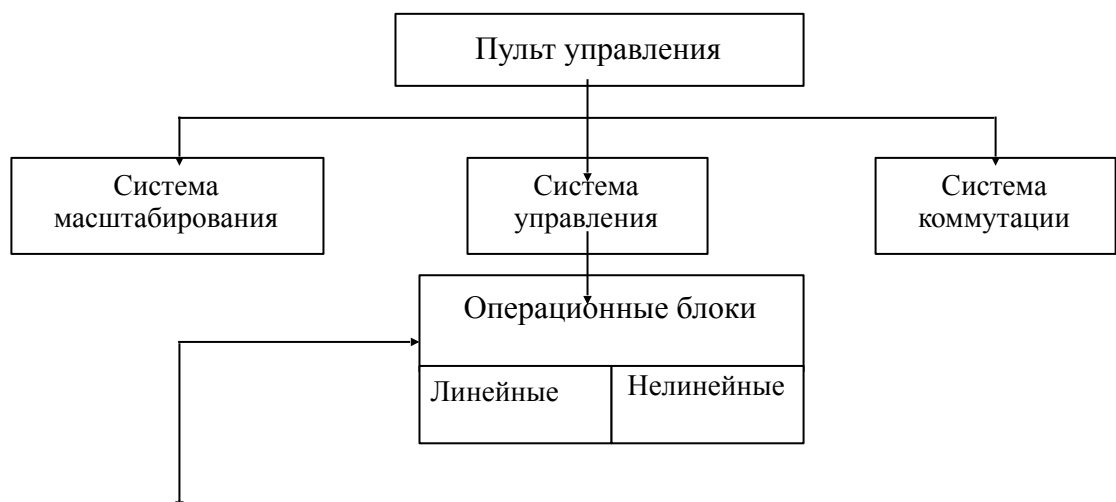 Пульт управления
Система
масштабирования
Система
управления
Система
коммутации
Операционные блоки
Линейные
Нелинейные